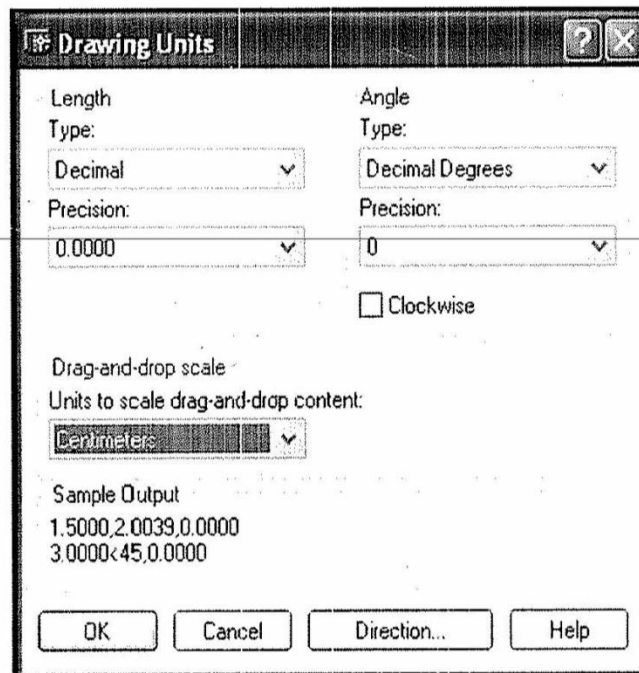 Drawing Units
Length
Type:
Decimal
Precision:
0.0000
Angle
Type:
Decimal Degrees
Precision:
0
Clockwise
Drag-and-drop scale
Units to scale drag-and-drop content:
Centimeters
Sample Output
1.5000,2.0039,0.0000
3.0000<45,0.0000
OK
Cancel
Direction...
Help